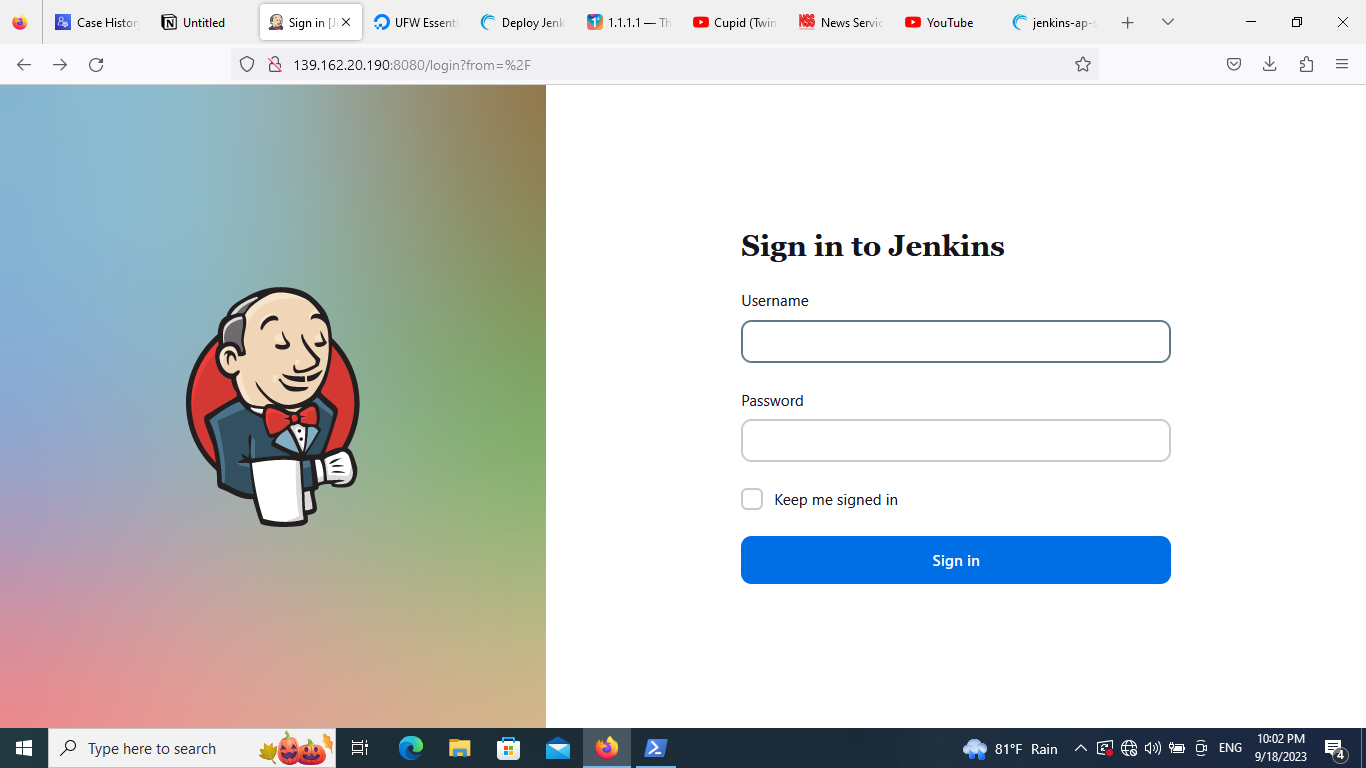 Case Histor
Untitled
Sign in [J
UFW Essenti
Deploy Jenk
1.1.1.1 — Th
Cupid (Twin
News Servic
YouTube
jenkins-ap-s
139.162.20.190:8080/login?from=%2F
Sign in to Jenkins
Username
Password
Keep me signed in
Sign in
Type here to search
81°F Rain
ENG
10:02 PM
9/18/2023
4